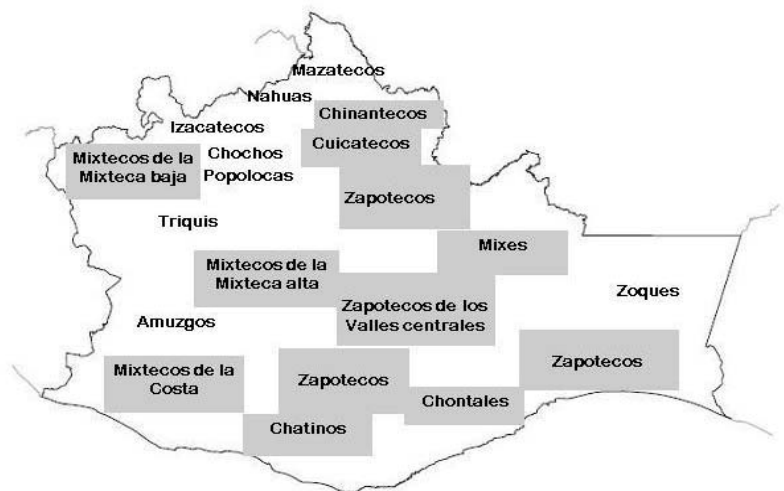 Mazatecos
Nahuas
Chinantecos
Izacatecos
Cuicatecos
Mixtecos de la
Mixteca baja
Chochos
Popolocas
Zapotecos
Triquis
Mixes
Mixtecos de la
Mixteca alta
Zoques
Zapotecos de los
Valles centrales
Amuzgos
Mixtecos de la
Costa
Zapotecos
Zapotecos
Chontales
Chatinos